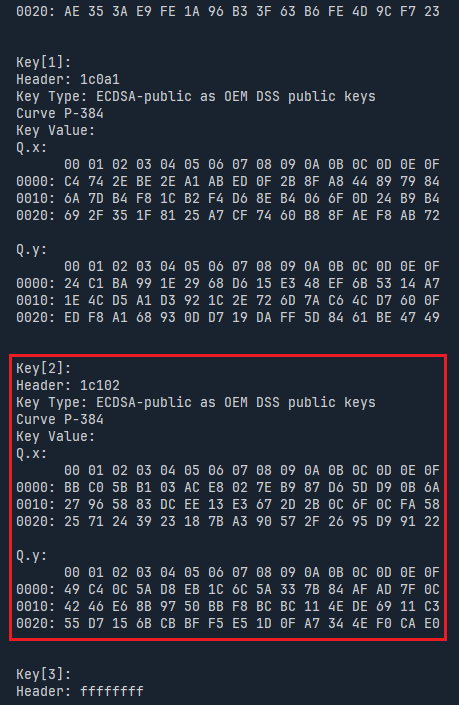 0020: AE 35 3A E9 FE 1A 96 B3 3F 63 B6 FE 4D 9C F7 23
Key[1]:
Header: 1c0a1
Key Type: ECDSA-public as OEM DSS public keys
Curve P-384
Key Value:
Q.x:
00 01 02 03 04 05 06 07 08 09 0A 0B 0C 0D 0E 0F
0000: C4 74 2E BE 2E A1 AB ED 0F 2B 8F A8 44 89 79 84
0010: 6A 7D B4 F8 1C B2 F4 D6 8E B4 06 6F 0D 24 B9 B4
0020: 69 2F 35 1F 81 25 A7 CF 74 60 B8 8F AE F8 AB 72
Q.y:
00 01 02 03 04 05 06 07 08 09 0A 0B 0C 0D 0E 0F
0000: 24 C1 BA 99 1E 29 68 D6 15 E3 48 EF 6B 53 14 A7
0010: 1E 4C D5 A1 D3 92 1C 2E 72 6D 7A C6 4C D7 60 0F
0020: ED F8 A1 68 93 0D D7 19 DA FF 5D 84 61 BE 47 49
Key[2]:
Header: 1c102
Key Type: ECDSA-public as OEM DSS public keys
Curve P-384
Key Value:
Q.x:
00 01 02 03 04 05 06 07 08 09 0A 0B 0C 0D 0E 0F
0000: BB C0 5B B1 03 AC E8 02 7E B9 87 D6 5D D9 0B 6A
0010: 27 96 58 83 DC EE 13 E3 67 2D 2B 0C 6F 0C FA 58
0020: 25 71 24 39 23 18 7B A3 90 57 2F 26 95 D9 91 22
Q.y:
00 01 02 03 04 05 06 07 08 09 0A 0B 0C 0D 0E 0F
0000: 49 C4 0C 5A D8 EB 1C 6C 5A 33 7B 84 AF AD 7F 0C
0010: 42 46 E6 8B 97 50 BB F8 BC BC 11 4E DE 69 11 C3
0020: 55 D7 15 6B CB BF F5 E5 1D 0F A7 34 4E F0 CA E0
Key[3]:
Header: ffffffff